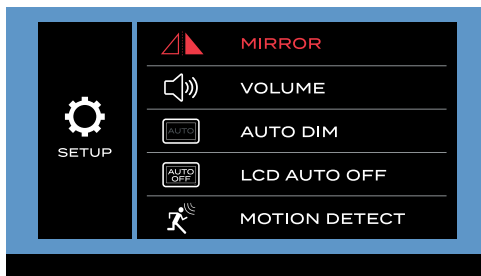 SETUP
MIRROR
VOLUME
AUTO
AUTO DIM
AUTO
OFF
LCD AUTO OFF
MOTION DETECT